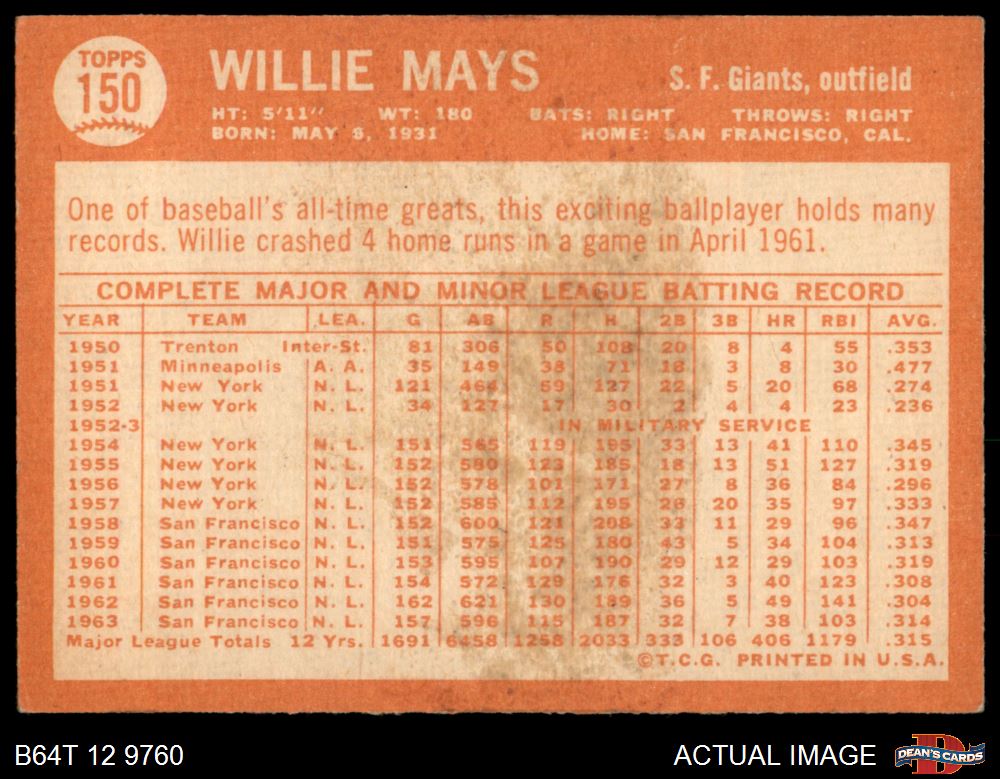 TOPPS
150
WILLIE MAYS
S. F. Giants, outfield
HT: 5'11" WT: 180 BATS: RIGHT THROWS: RIGHT
BORN: MAY 6, 1931 HOME: SAN FRANCISCO, CAL.
One of baseball's all-time greats, this exciting ballplayer holds many
records. Willie crashed 4 home runs in a game in April 1961.
COMPLETE MAJOR AND MINOR LEAGUE BATTING RECORD
YEAR TEAM LEA. G AB R H 2B 3B HR RBI AVG.
1950 Trenton Inter-St. 81 306 50 108 20 8 4 55 .353
1951 Minneapolis A. A. 35 149 38 71 18 3 8 30 .477
1951 New York N. L. 121 464 59 127 22 5 20 68 .274
1952 New York N. L. 34 127 17 30 2 4 4 23 .236
1952-3 IN MILITARY SERVICE
1954 New York N. L. 151 565 119 195 33 13 41 110 .345
1955 New York N. L. 152 580 123 185 18 13 51 127 .319
1956 New York N. L. 152 578 101 171 27 8 36 84 .296
1957 New York N. L. 152 585 112 195 26 20 35 97 .333
1958 San Francisco N. L. 152 600 121 208 33 11 29 96 .347
1959 San Francisco N. L. 151 575 125 180 43 5 34 104 .313
1960 San Francisco N. L. 153 595 107 190 29 12 29 103 .319
1961 San Francisco N. L. 154 572 129 176 32 3 40 123 .308
1962 San Francisco N. L. 162 621 130 189 36 5 49 141 .304
1963 San Francisco N. L. 157 596 115 187 32 7 38 103 .314
Major League Totals 12 Yrs. 1691 6458 1258 2033 333 106 406 1179 .315
©T.C.G. PRINTED IN U.S.A.
B64T 12 9760
ACTUAL IMAGE
DEAN'S CARDS